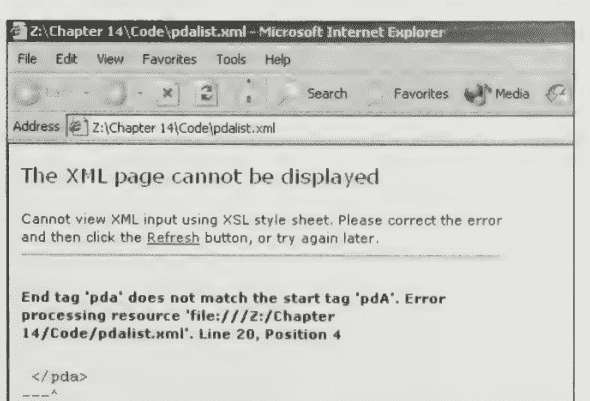 Z:\Chapter 14\Code\pdalist.xml - Microsoft Internet Explorer
File Edit View Favorites Tools Help
Search Favorites Media
Address Z:\Chapter 14\Code\pdalist.xml
The XML page cannot be displayed
Cannot view XML input using XSL style sheet. Please correct the error
and then click the Refresh button, or try again later.
End tag 'pda' does not match the start tag 'pdA'. Error
processing resource 'file:///Z:/Chapter
14/Code/pdalist.xml'. Line 20, Position 4
</pda>
---^